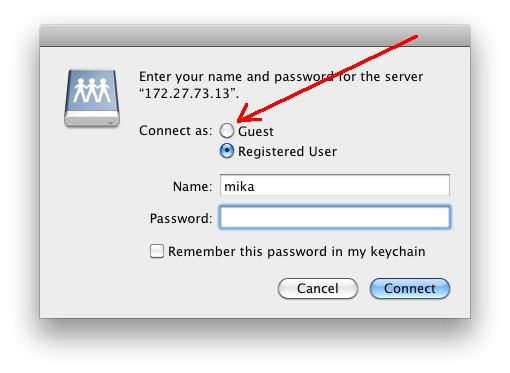 Enter your name and password for the server
“172.27.73.13”.
Connect as: Guest
Registered User
Name: mika
Password:
Remember this password in my keychain
Cancel Connect